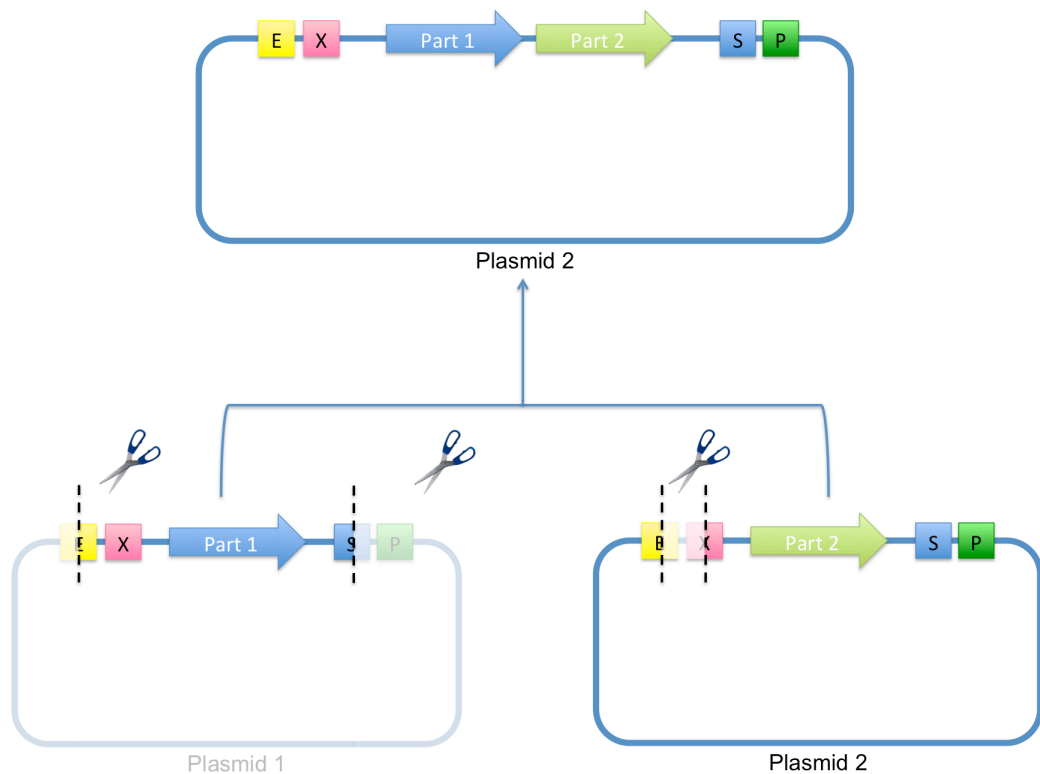 E X Part 1 Part 2 S P
Plasmid 2
E X Part 1 S P
E X Part 2 S P
Plasmid 1
Plasmid 2